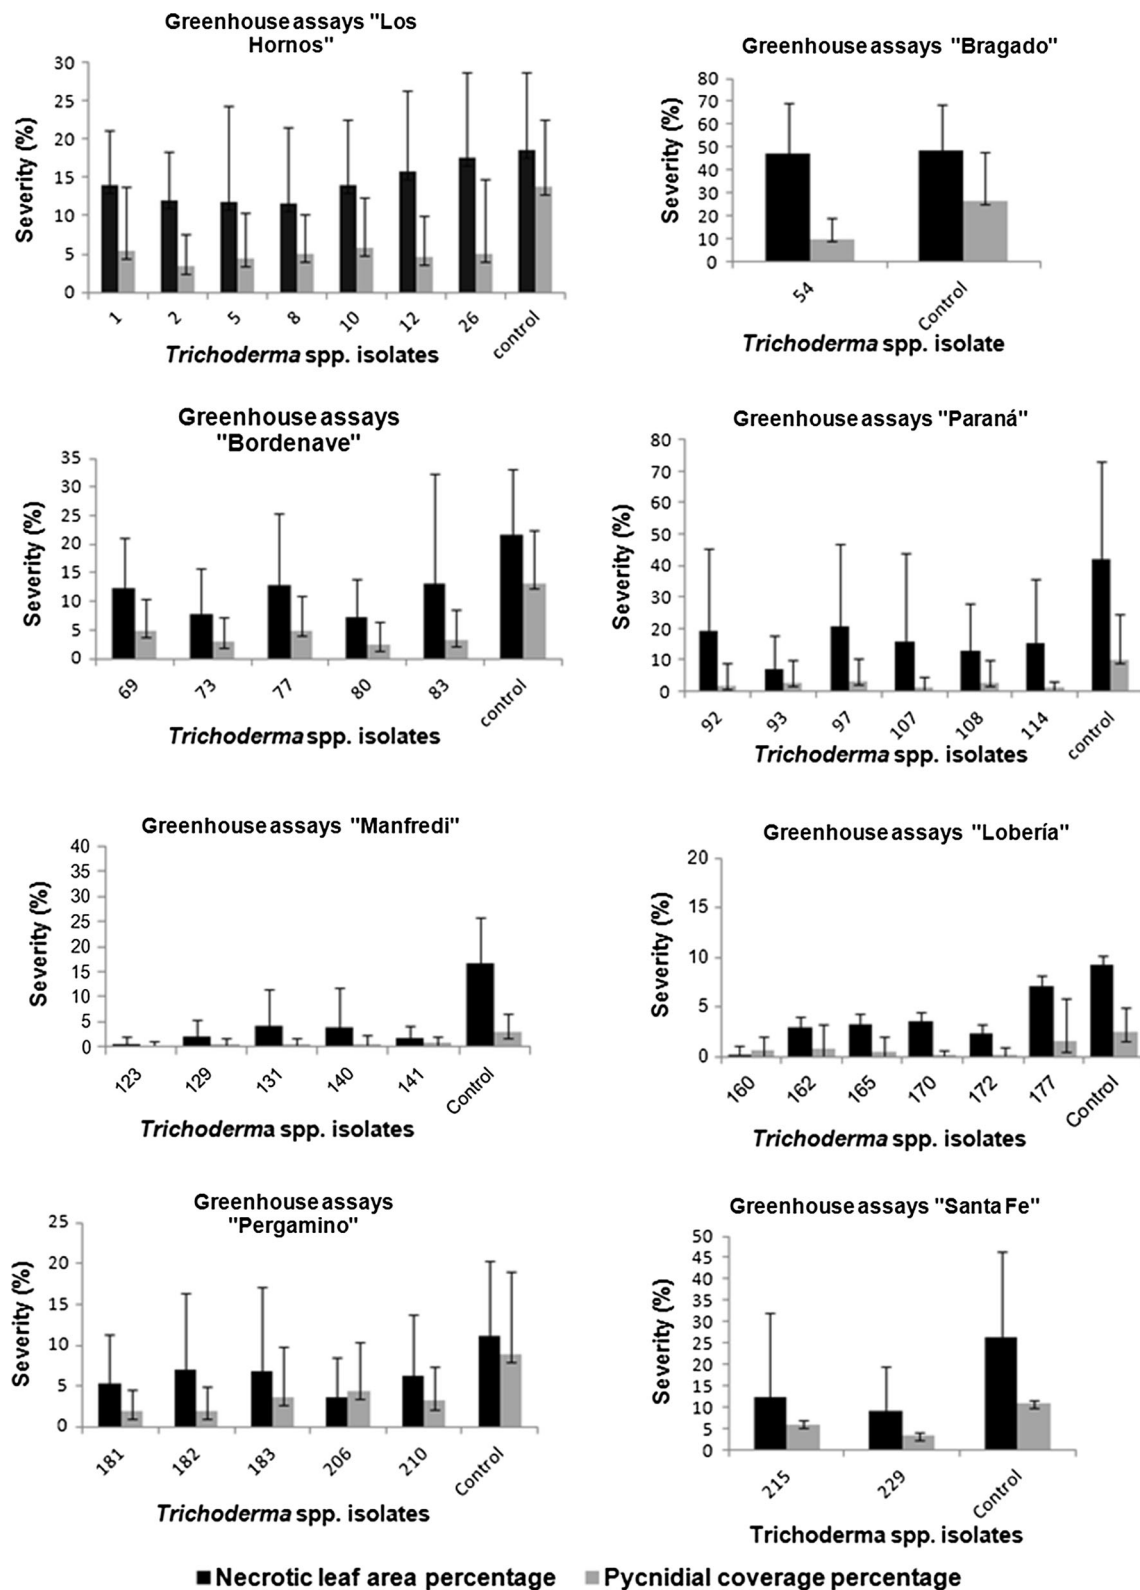 Greenhouse assays "Los
Hornos"
30
25
20
15
10
5
0
Severity (%)
1 2 5 8 10 12 26 control
Trichoderma spp. isolates
Greenhouse assays "Bragado"
80
70
60
50
40
30
20
10
0
Severity (%)
54 Control
Trichoderma spp. isolate
Greenhouse assays
"Bordenave"
35
30
25
20
15
10
5
0
Severity (%)
69 73 77 80 83 control
Trichoderma spp. isolates
Greenhouse assays "Paraná"
80
70
60
50
40
30
20
10
0
Severity (%)
92 93 97 107 108 114 control
Trichoderma spp. isolates
Greenhouse assays "Manfredi"
40
35
30
25
20
15
10
5
0
Severity (%)
123 129 131 140 141 Control
Trichoderma spp. isolates
Greenhouse assays "Lobería"
20
15
10
5
0
Severity (%)
160 162 165 170 172 177 Control
Trichoderma spp. isolates
Greenhouse assays
"Pergamino"
25
20
15
10
5
0
Severity (%)
181 182 183 206 210 Control
Trichoderma spp. isolates
Greenhouse assays "Santa Fe"
50
45
40
35
30
25
20
15
10
5
0
Severity (%)
215 229 Control
Trichoderma spp. isolates
Necrotic leaf area percentage Pycnidial coverage percentage